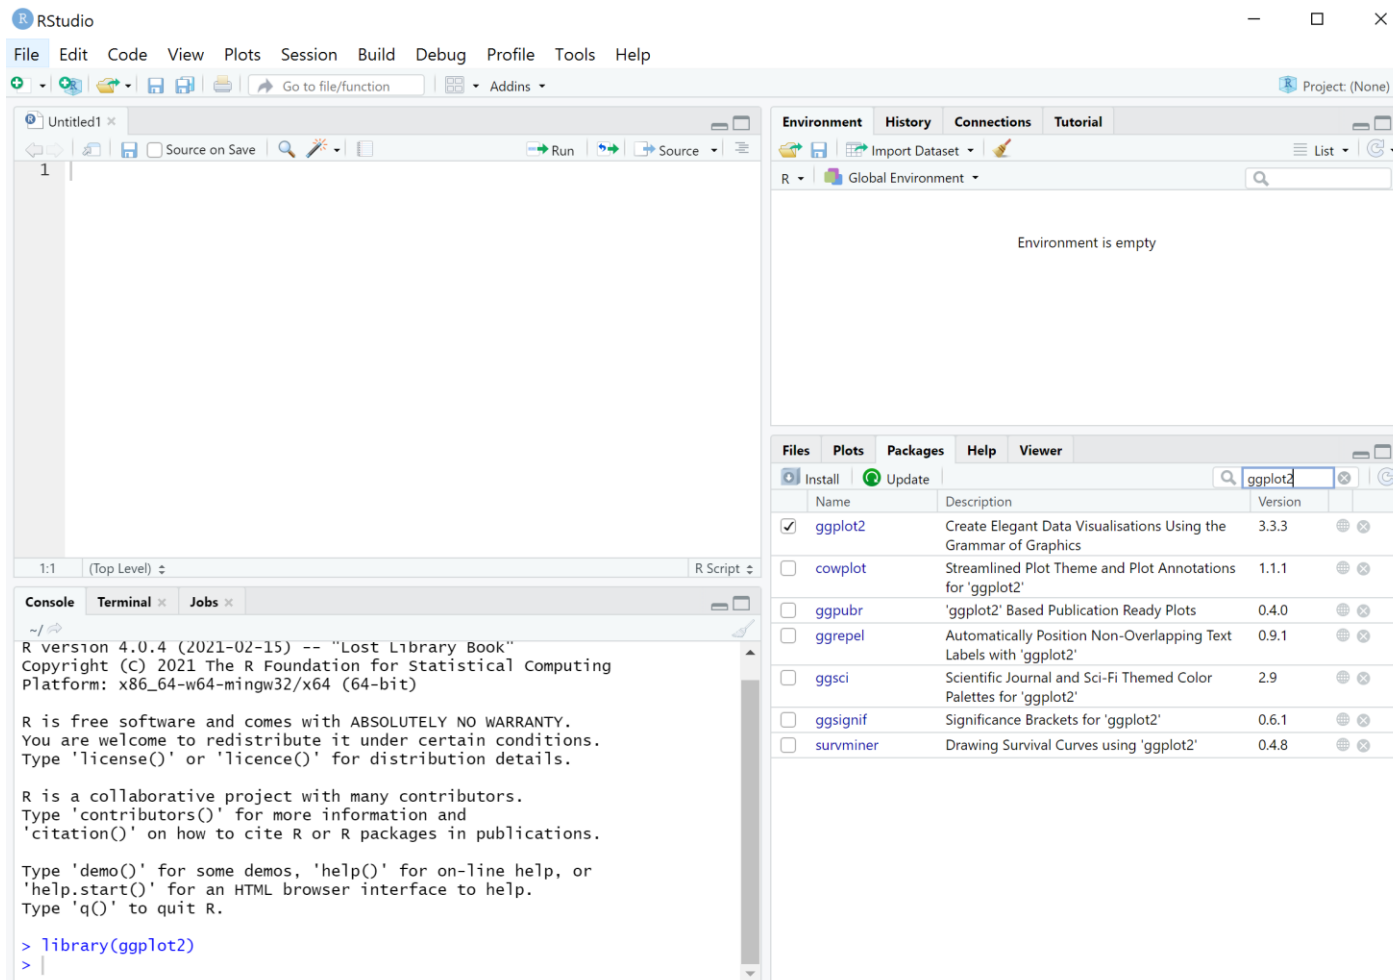 RStudio
File Edit Code View Plots Session Build Debug Profile Tools Help
Go to file/function Addins Project: (None)
Untitled1
Source on Save Run Source
1
1:1 (Top Level) R Script
Console Terminal Jobs
~/
R version 4.0.4 (2021-02-15) -- "Lost Library Book"
Copyright (C) 2021 The R Foundation for Statistical Computing
Platform: x86_64-w64-mingw32/x64 (64-bit)
R is free software and comes with ABSOLUTELY NO WARRANTY.
You are welcome to redistribute it under certain conditions.
Type 'license()' or 'licence()' for distribution details.
R is a collaborative project with many contributors.
Type 'contributors()' for more information and
'citation()' on how to cite R or R packages in publications.
Type 'demo()' for some demos, 'help()' for on-line help, or
'help.start()' for an HTML browser interface to help.
Type 'q()' to quit R.
> library(ggplot2)
>
Environment History Connections Tutorial
Import Dataset List
R Global Environment
Environment is empty
Files Plots Packages Help Viewer
Install Update ggplot2
Name Description Version
ggplot2 Create Elegant Data Visualisations Using the 3.3.3
Grammar of Graphics
cowplot Streamlined Plot Theme and Plot Annotations 1.1.1
for 'ggplot2'
ggpubr 'ggplot2' Based Publication Ready Plots 0.4.0
ggrepel Automatically Position Non-Overlapping Text 0.9.1
Labels with 'ggplot2'
ggsci Scientific Journal and Sci-Fi Themed Color 2.9
Palettes for 'ggplot2'
ggsignif Significance Brackets for 'ggplot2' 0.6.1
survminer Drawing Survival Curves using 'ggplot2' 0.4.8